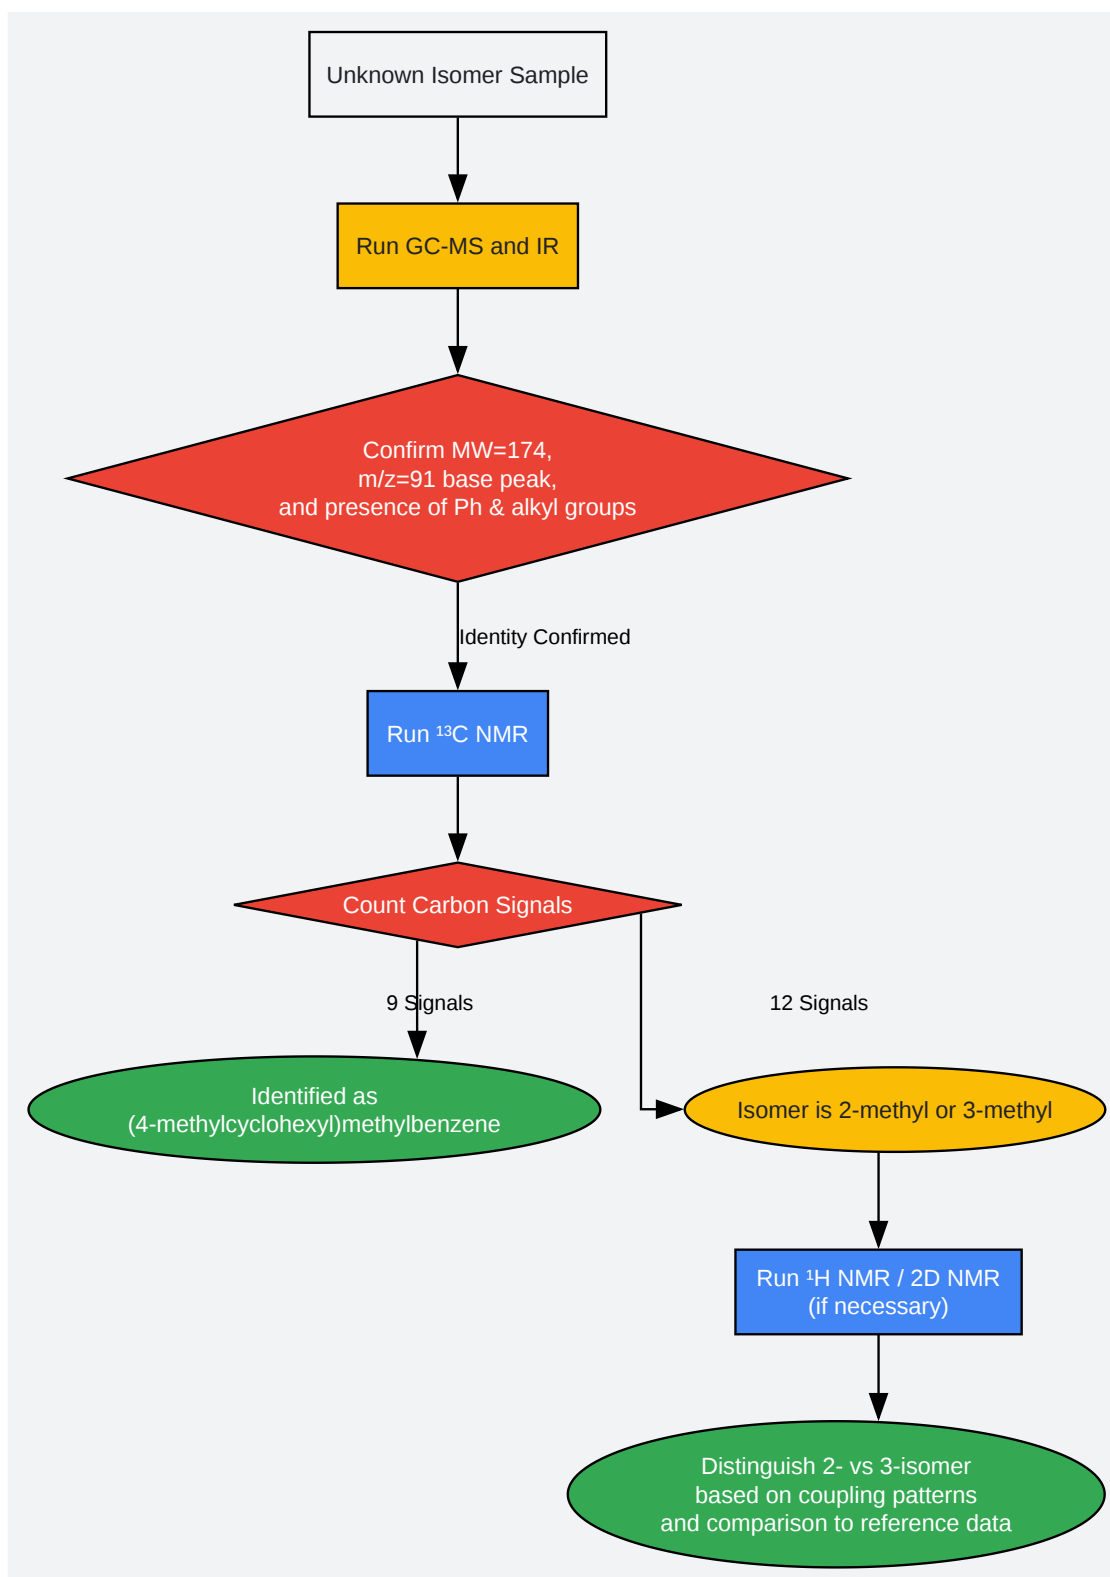 Unknown Isomer Sample
Run GC-MS and IR
Confirm MW=174,
m/z=91 base peak,
and presence of Ph & alkyl groups
Identity Confirmed
Run ¹³C NMR
Count Carbon Signals
9 Signals
12 Signals
Identified as
(4-methylcyclohexyl)methylbenzene
Isomer is 2-methyl or 3-methyl
Run ¹H NMR / 2D NMR
(if necessary)
Distinguish 2- vs 3-isomer
based on coupling patterns
and comparison to reference data